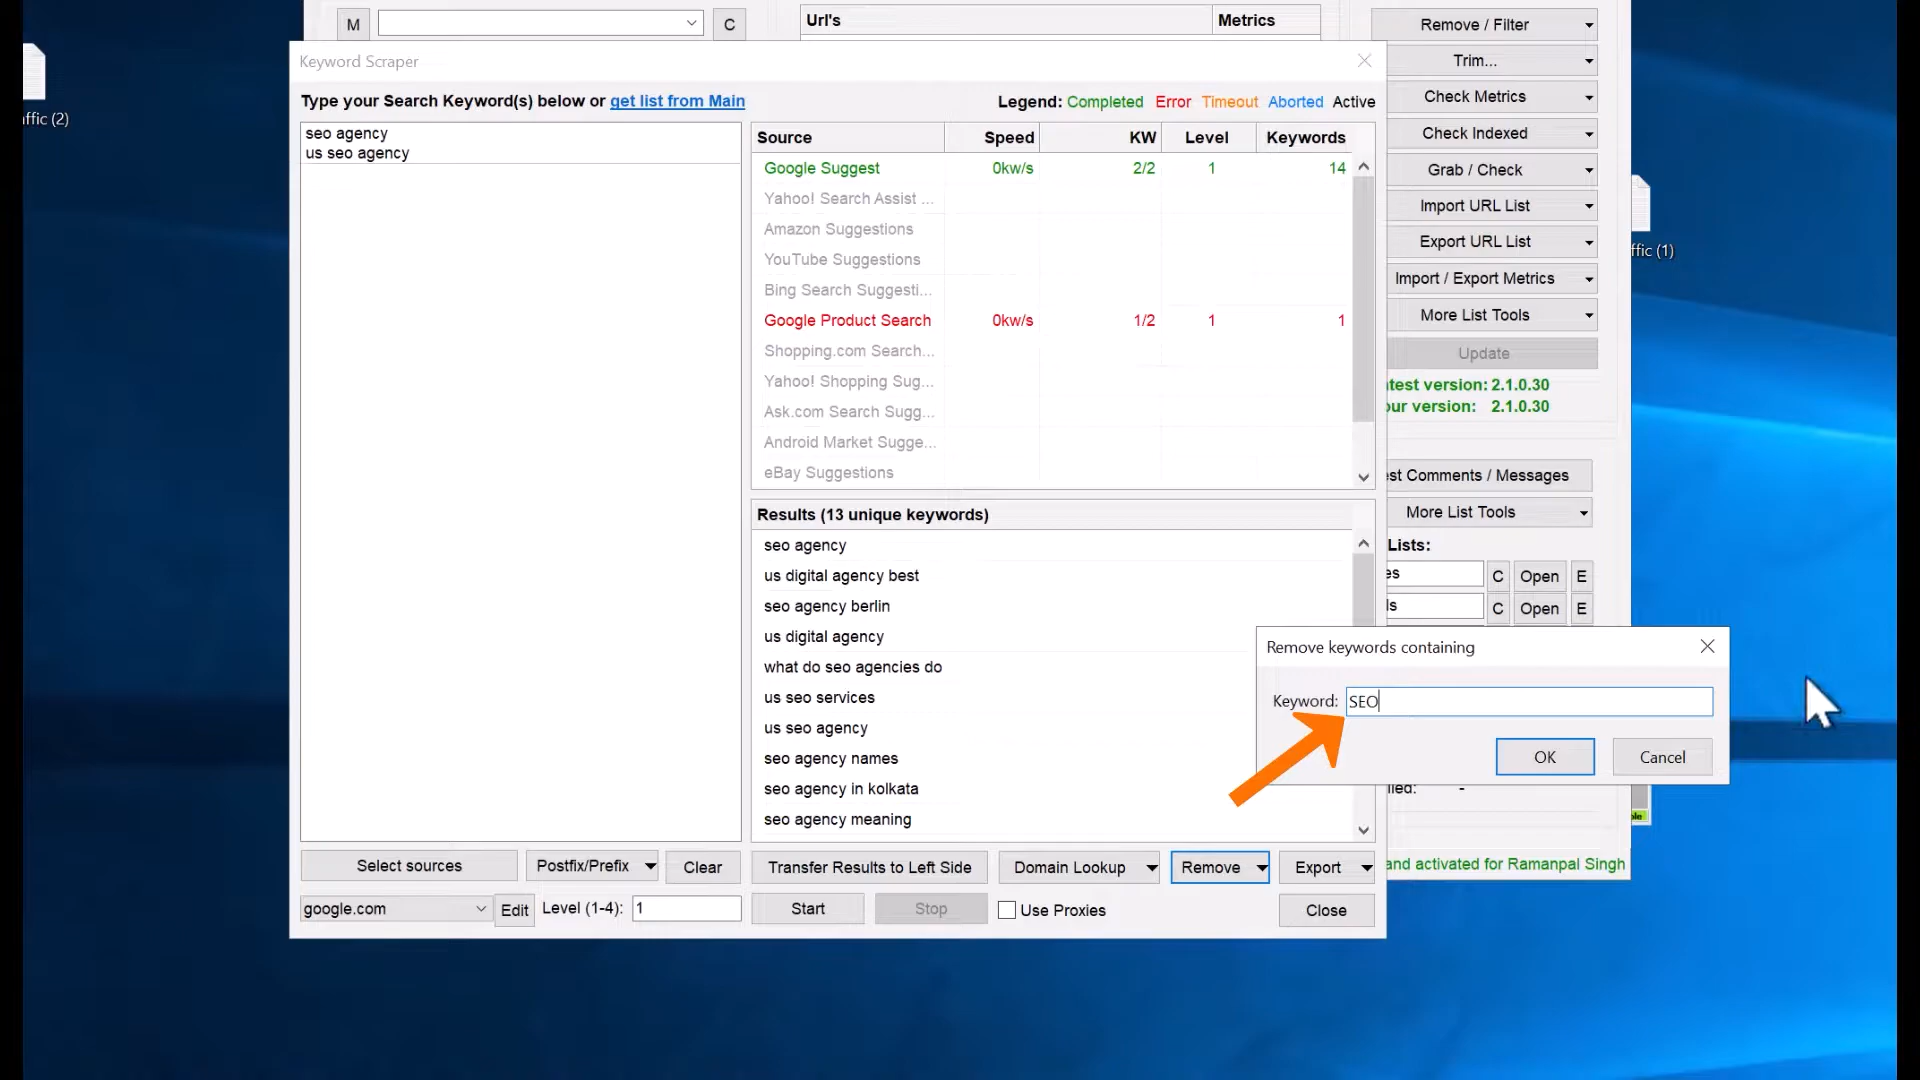 M
C
Url's
Metrics
Remove / Filter
Keyword Scraper
Trim...
Type your Search Keyword(s) below or get list from Main
Legend: Completed Error Timeout Aborted Active
Check Metrics
ffic (2)
seo agency
us seo agency
Source Speed KW Level Keywords
Check Indexed
Google Suggest 0kw/s 2/2 1 14
Grab / Check
Yahoo! Search Assist ...
Import URL List
Amazon Suggestions
Export URL List
YouTube Suggestions
ffic (1)
Bing Search Suggesti...
Import / Export Metrics
Google Product Search 0kw/s 1/2 1 1
More List Tools
Shopping.com Search...
Update
Yahoo! Shopping Sug...
test version: 2.1.0.30
Ask.com Search Sugg...
our version: 2.1.0.30
Android Market Sugge...
eBay Suggestions
st Comments / Messages
Results (13 unique keywords)
More List Tools
seo agency
Lists:
us digital agency best
es C Open E
seo agency berlin
ls C Open E
us digital agency
Remove keywords containing
what do seo agencies do
us seo services
Keyword: SEO
us seo agency
seo agency names
OK Cancel
seo agency in kolkata
led: -
seo agency meaning
Select sources
Postfix/Prefix
Clear
Transfer Results to Left Side
Domain Lookup
Remove
Export
and activated for Ramanpal Singh
google.com
Edit
Level (1-4): 1
Start
Stop
Use Proxies
Close